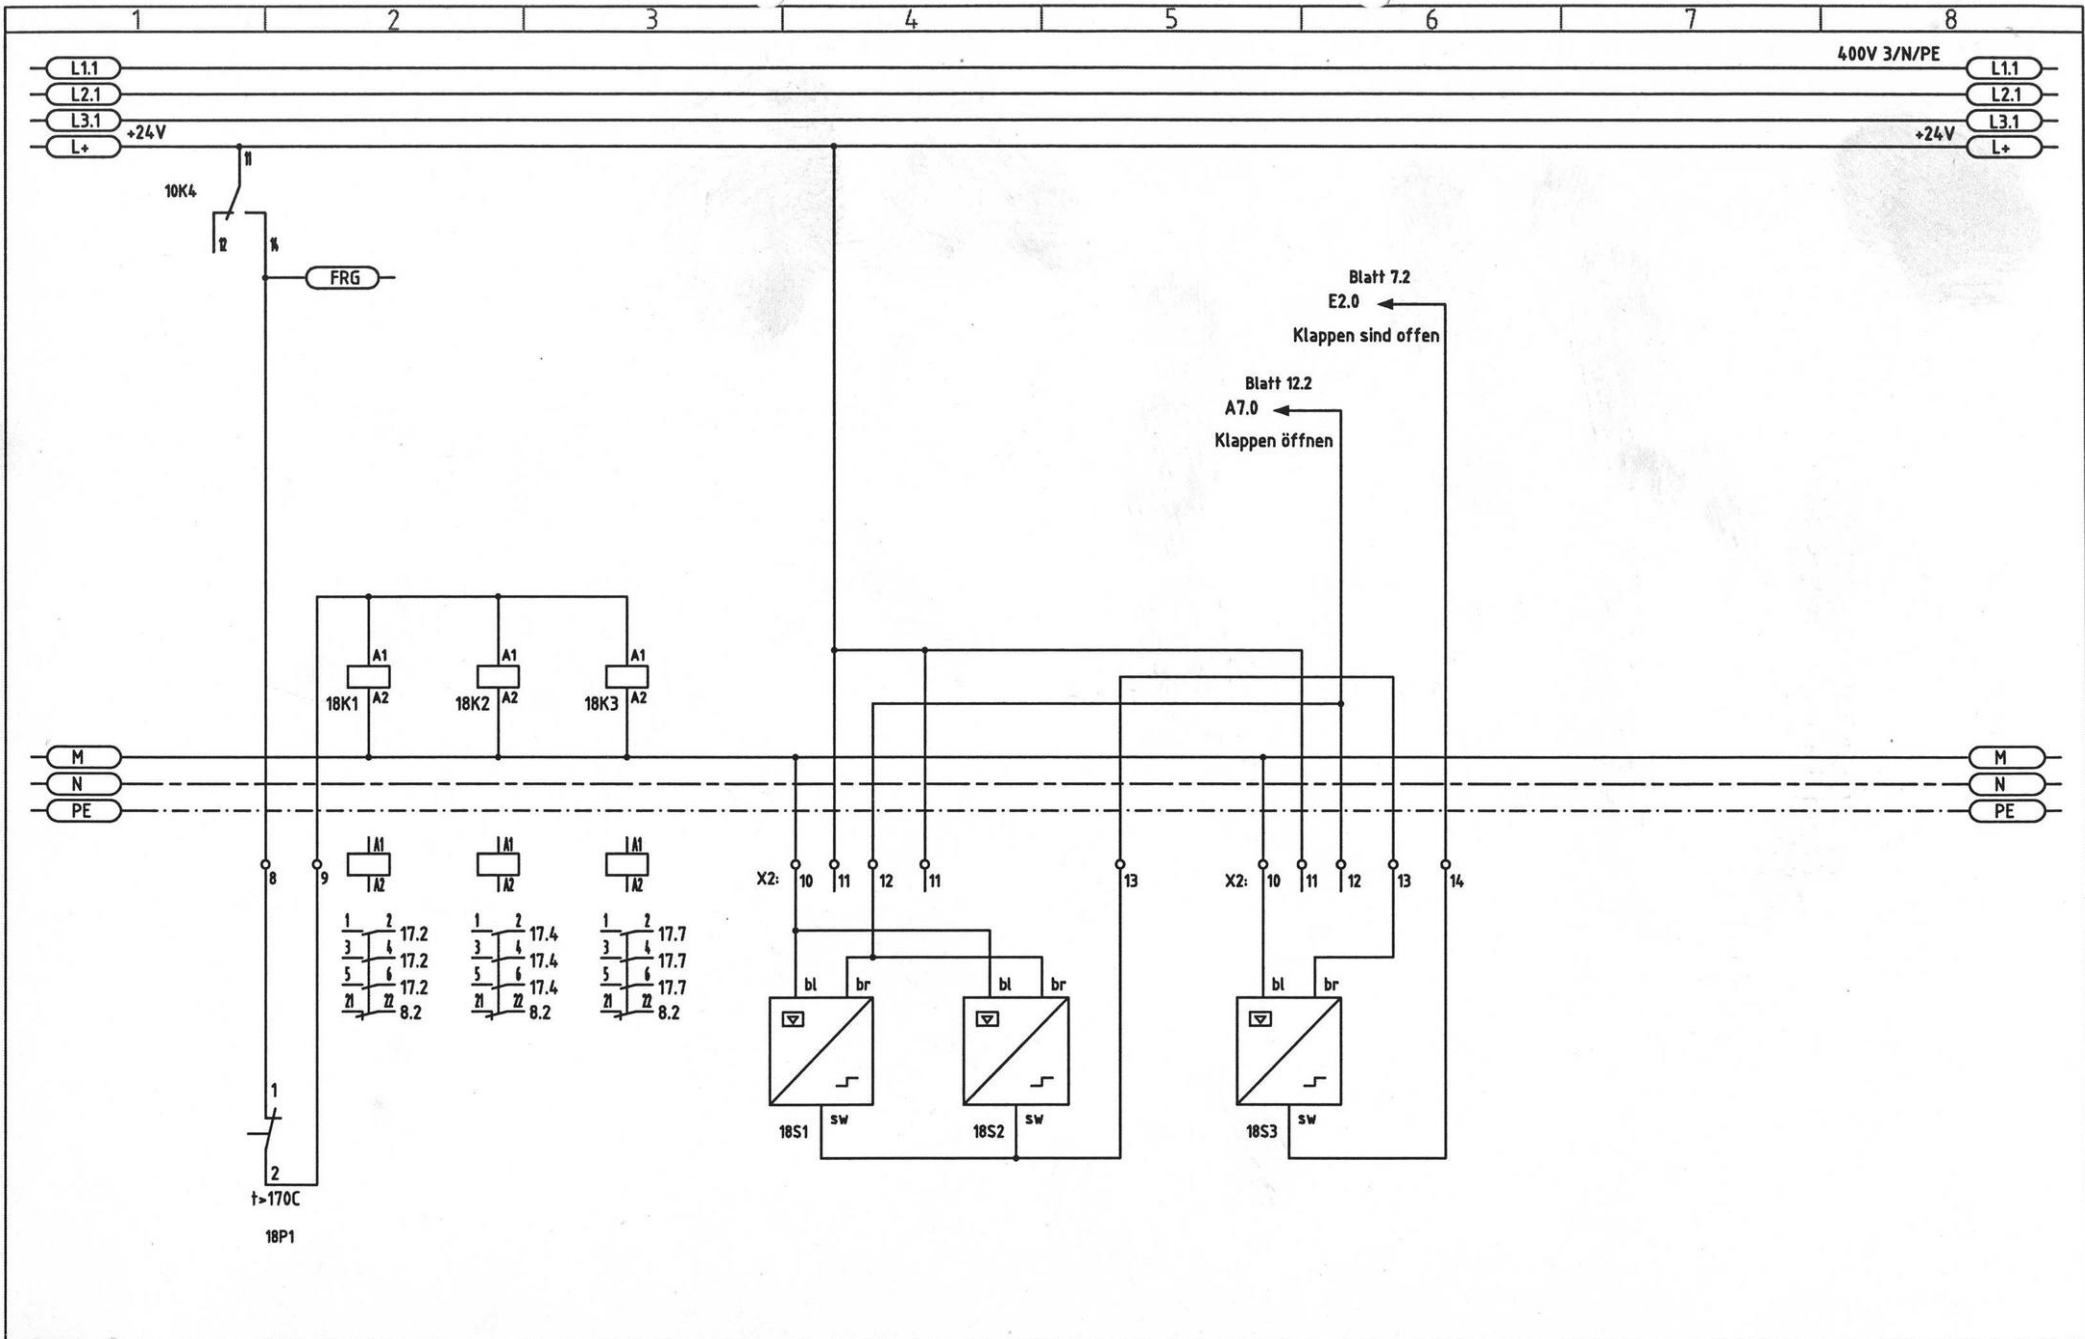 1 2 3 4 5 6 7 8
400V 3/N/PE
L1.1 L1.1
L2.1 L2.1
L3.1 L3.1
+24V +24V
L+ L+
11
10K4
12 14
FRG
Blatt 7.2
E2.0
Klappen sind offen
Blatt 12.2
A7.0
Klappen öffnen
A1 A1 A1
18K1 A2 18K2 A2 18K3 A2
M M
N N
PE PE
A1 A1 A1
8 9 A2 A2 A2 X2: 10 11 12 11 13 X2: 10 11 12 13 14
1 2 17.2 1 2 17.4 1 2 17.7
3 4 17.2 3 4 17.4 3 4 17.7
5 6 17.2 5 6 17.4 5 6 17.7
21 22 8.2 21 22 8.2 21 22 8.2
bl br bl br bl br
1
sw sw sw
18S1 18S2 18S3
2
t>170C
18P1